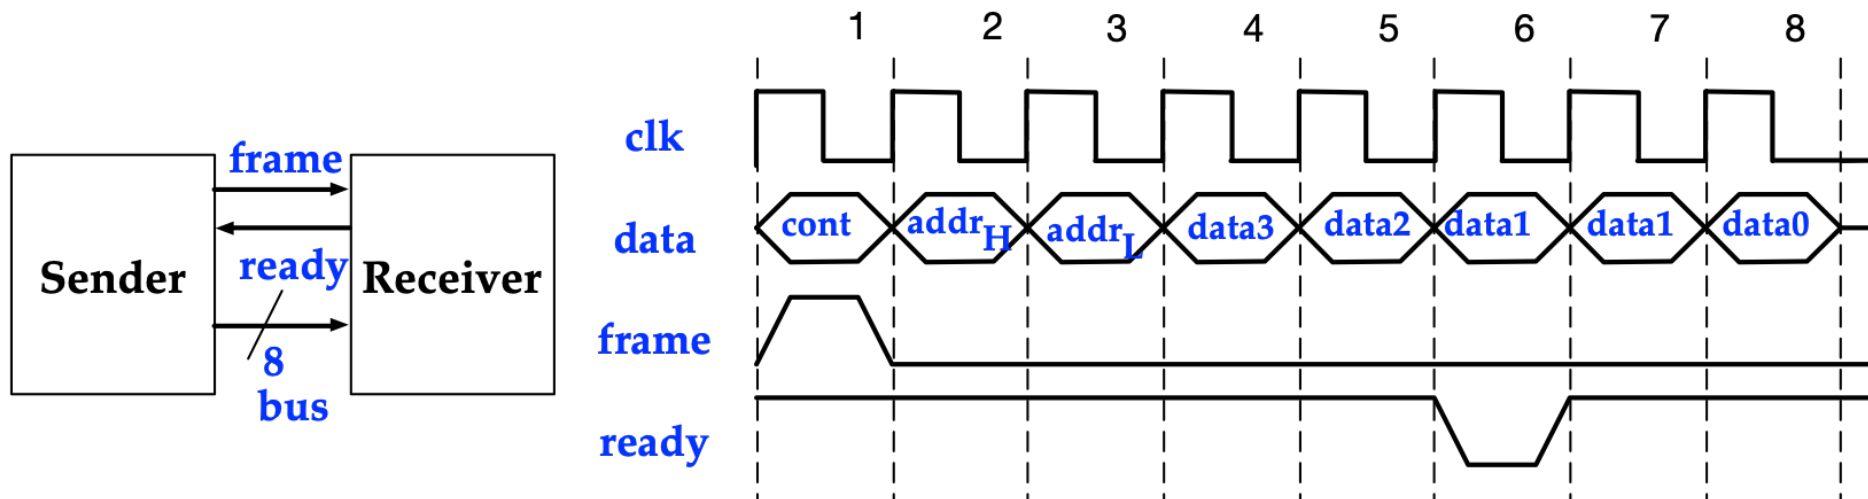 frame
ready
Sender
Receiver
8
bus
1 2 3 4 5 6 7 8
clk
data cont addrH addrL data3 data2 data1 data1 data0
frame
ready